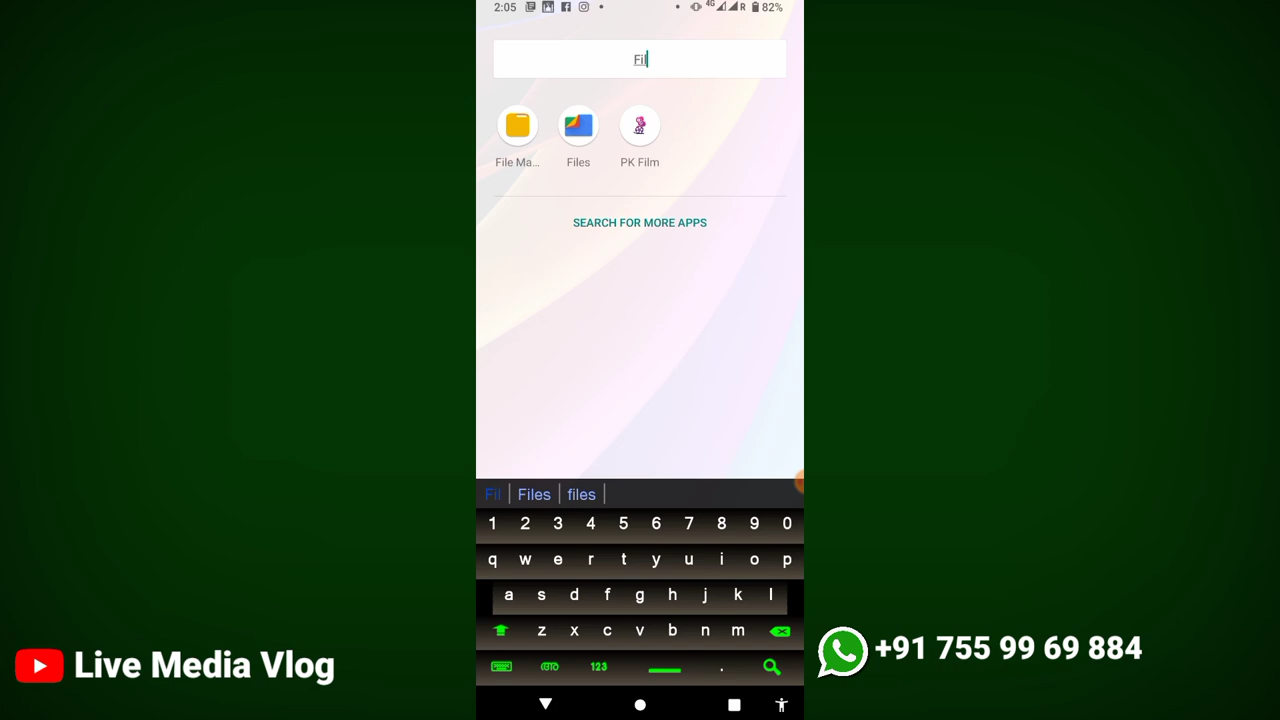 2:05
4G R 82%
Fil
File Ma...
Files
PK Film
SEARCH FOR MORE APPS
Fil Files files
1 2 3 4 5 6 7 8 9 0
q w e r t y u i o p
a s d f g h j k l
z x c v b n m
123 .
Live Media Vlog
+91 755 99 69 884